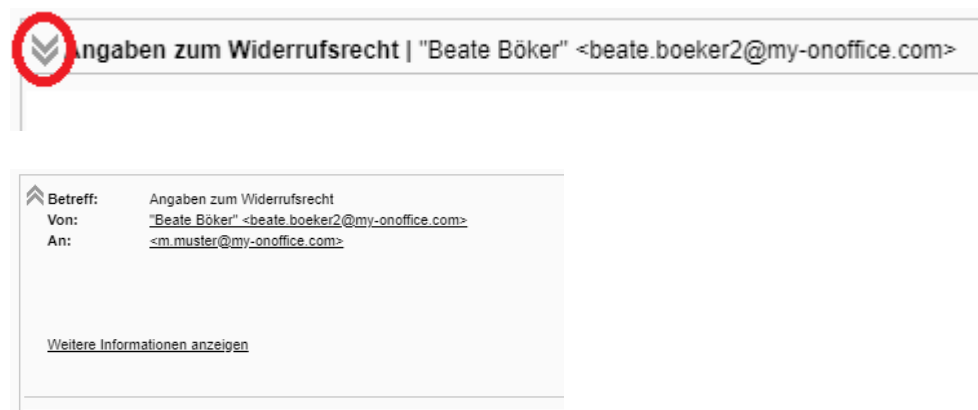 Angaben zum Widerrufsrecht | "Beate Böker" <beate.boeker2@my-onoffice.com>
Betreff: Angaben zum Widerrufsrecht
Von: "Beate Böker" <beate.boeker2@my-onoffice.com>
An: <m.muster@my-onoffice.com>
Weitere Informationen anzeigen